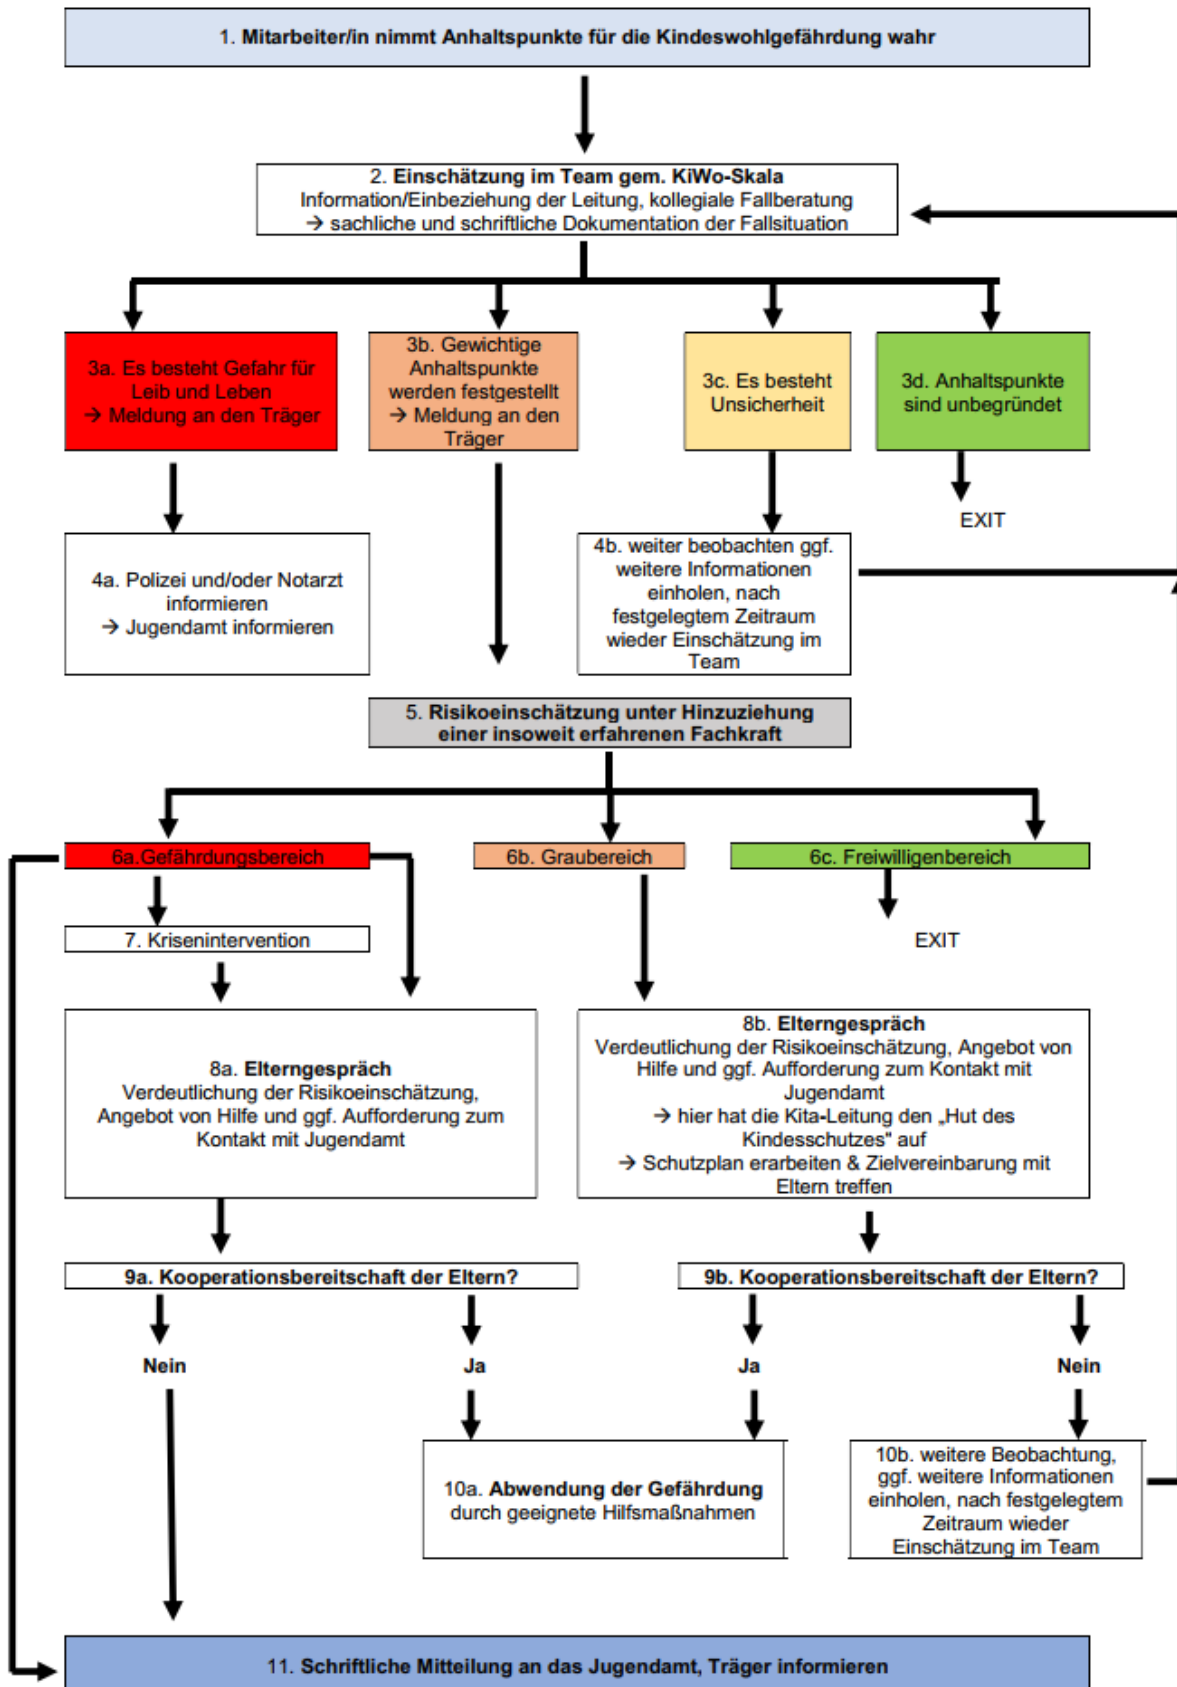 1. Mitarbeiter/in nimmt Anhaltspunkte für die Kindeswohlgefährdung wahr
2. Einschätzung im Team gem. KiWo-Skala
Information/Einbeziehung der Leitung, kollegiale Fallberatung
→ sachliche und schriftliche Dokumentation der Fallsituation
3a. Es besteht Gefahr für
Leib und Leben
→ Meldung an den Träger
3b. Gewichtige
Anhaltspunkte
werden festgestellt
→ Meldung an den
Träger
3c. Es besteht
Unsicherheit
3d. Anhaltspunkte
sind unbegründet
EXIT
4a. Polizei und/oder Notarzt
informieren
→ Jugendamt informieren
4b. weiter beobachten ggf.
weitere Informationen
einholen, nach
festgelegtem Zeitraum
wieder Einschätzung im
Team
5. Risikoeinschätzung unter Hinzuziehung
einer insoweit erfahrenen Fachkraft
6a.Gefährdungsbereich
6b. Graubereich
6c. Freiwilligenbereich
7. Krisenintervention
EXIT
8a. Elterngespräch
Verdeutlichung der Risikoeinschätzung,
Angebot von Hilfe und ggf. Aufforderung zum
Kontakt mit Jugendamt
8b. Elterngespräch
Verdeutlichung der Risikoeinschätzung, Angebot von
Hilfe und ggf. Aufforderung zum Kontakt mit
Jugendamt
→ hier hat die Kita-Leitung den „Hut des
Kindesschutzes“ auf
→ Schutzplan erarbeiten & Zielvereinbarung mit
Eltern treffen
9a. Kooperationsbereitschaft der Eltern?
9b. Kooperationsbereitschaft der Eltern?
Nein
Ja
Ja
Nein
10a. Abwendung der Gefährdung
durch geeignete Hilfsmaßnahmen
10b. weitere Beobachtung,
ggf. weitere Informationen
einholen, nach festgelegtem
Zeitraum wieder
Einschätzung im Team
11. Schriftliche Mitteilung an das Jugendamt, Träger informieren